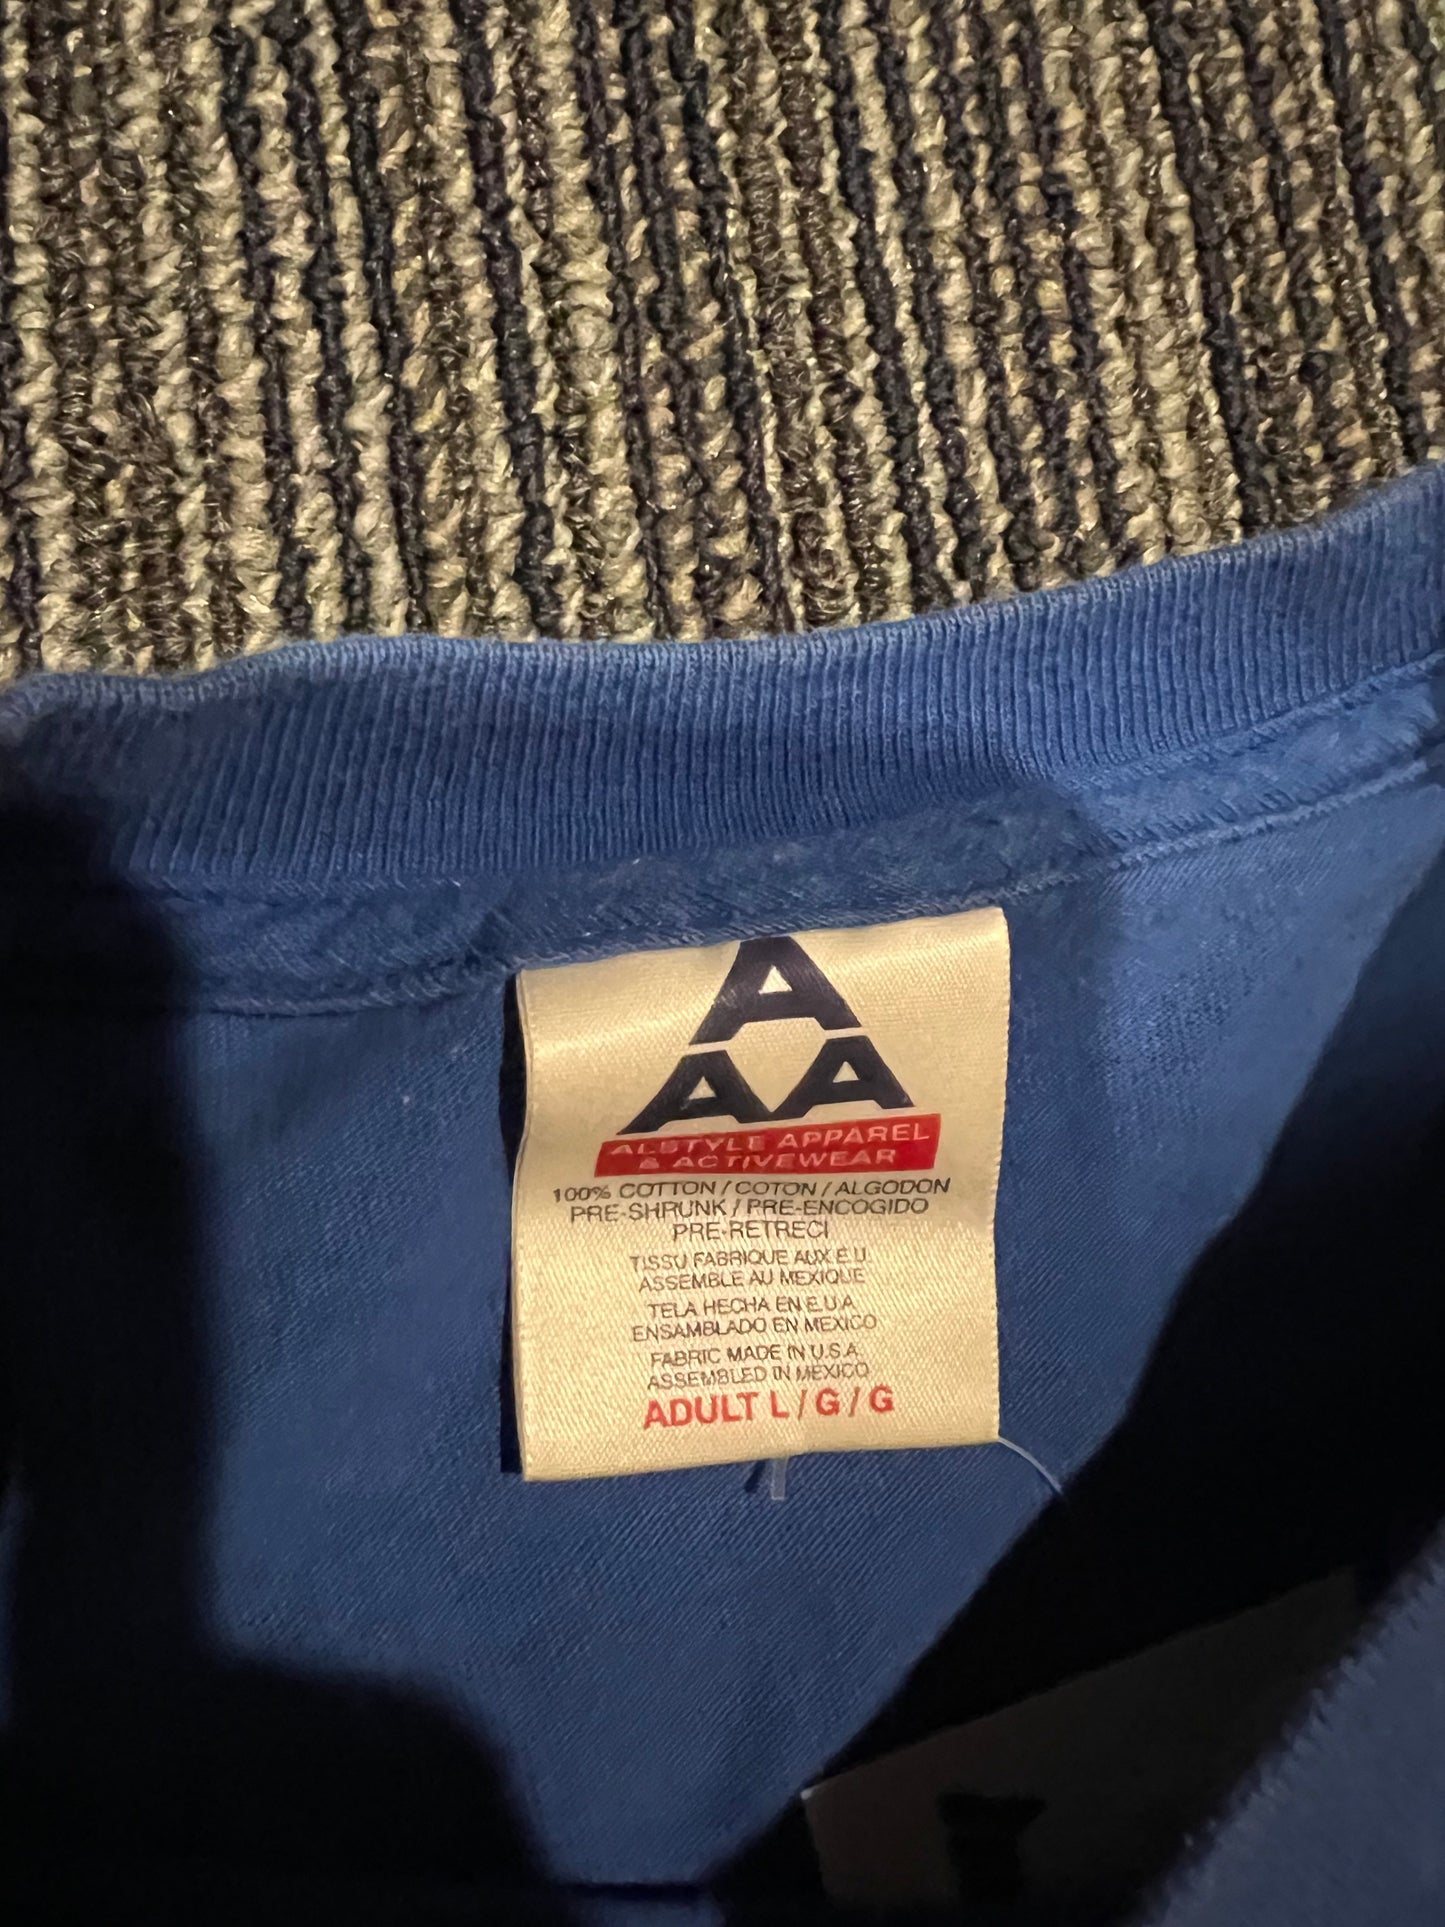 A
AA
ALSTYLE APPAREL
& ACTIVEWEAR
100% COTTON / COTON / ALGODON
PRE-SHRUNK / PRE-ENCOGIDO
PRE-RETRECI
TISSU FABRIQUE AUX E.U.
ASSEMBLE AU MEXIQUE
TELA HECHA EN E.U.A.
ENSAMBLADO EN MEXICO
FABRIC MADE IN U.S.A.
ASSEMBLED IN MEXICO
ADULT L / G / G